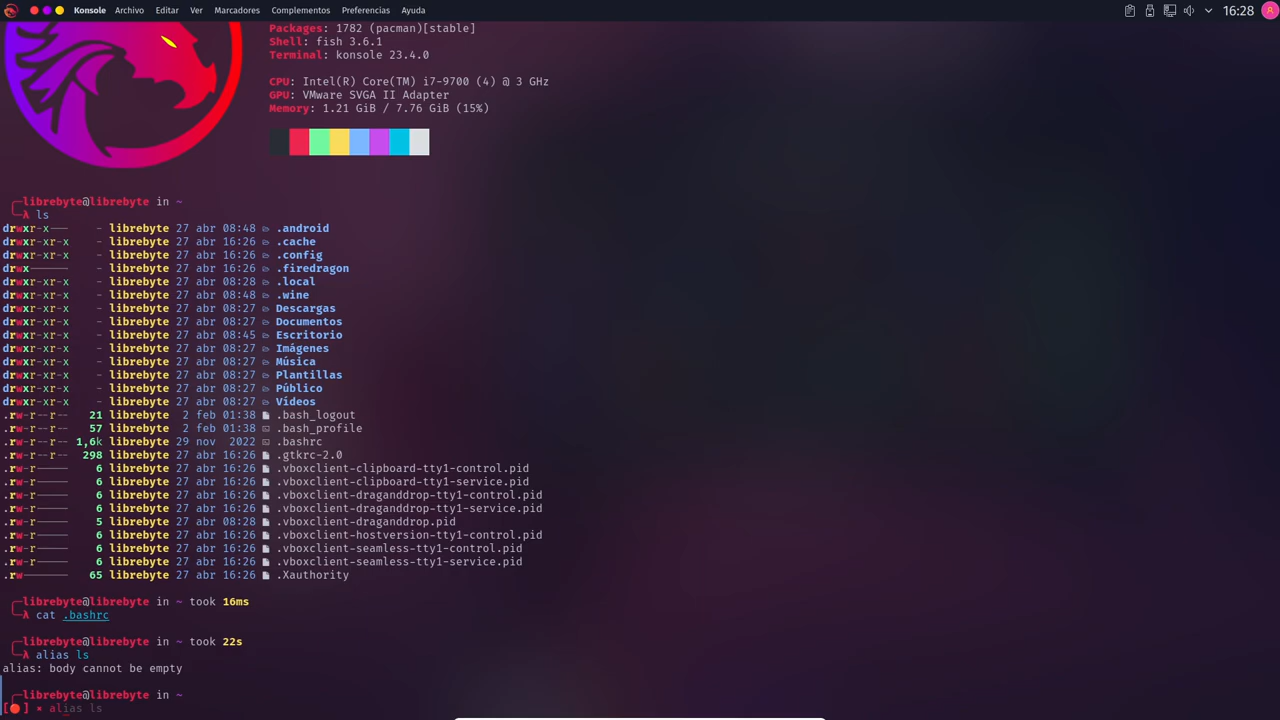 Konsole Archivo Editar Ver Marcadores Complementos Preferencias Ayuda 16:28
Packages: 1782 (pacman)[stable]
Shell: fish 3.6.1
Terminal: konsole 23.4.0
CPU: Intel(R) Core(TM) i7-9700 (4) @ 3 GHz
GPU: VMware SVGA II Adapter
Memory: 1.21 GiB / 7.76 GiB (15%)
librebyte@librebyte in ~
λ ls
drwxr-x--- - librebyte 27 abr 08:48 .android
drwxr-xr-x - librebyte 27 abr 16:26 .cache
drwxr-xr-x - librebyte 27 abr 16:26 .config
drwx------ - librebyte 27 abr 16:26 .firedragon
drwxr-xr-x - librebyte 27 abr 08:28 .local
drwxr-xr-x - librebyte 27 abr 08:48 .wine
drwxr-xr-x - librebyte 27 abr 08:27 Descargas
drwxr-xr-x - librebyte 27 abr 08:27 Documentos
drwxr-xr-x - librebyte 27 abr 08:45 Escritorio
drwxr-xr-x - librebyte 27 abr 08:27 Imágenes
drwxr-xr-x - librebyte 27 abr 08:27 Música
drwxr-xr-x - librebyte 27 abr 08:27 Plantillas
drwxr-xr-x - librebyte 27 abr 08:27 Público
drwxr-xr-x - librebyte 27 abr 08:27 Vídeos
.rw-r--r-- 21 librebyte 2 feb 01:38 .bash_logout
.rw-r--r-- 57 librebyte 2 feb 01:38 .bash_profile
.rw-r--r-- 1,6k librebyte 29 nov 2022 .bashrc
.rw-r--r-- 298 librebyte 27 abr 16:26 .gtkrc-2.0
.rw-r----- 6 librebyte 27 abr 16:26 .vboxclient-clipboard-tty1-control.pid
.rw-r----- 6 librebyte 27 abr 16:26 .vboxclient-clipboard-tty1-service.pid
.rw-r----- 6 librebyte 27 abr 16:26 .vboxclient-draganddrop-tty1-control.pid
.rw-r----- 6 librebyte 27 abr 16:26 .vboxclient-draganddrop-tty1-service.pid
.rw-r----- 5 librebyte 27 abr 08:28 .vboxclient-draganddrop.pid
.rw-r----- 6 librebyte 27 abr 16:26 .vboxclient-hostversion-tty1-control.pid
.rw-r----- 6 librebyte 27 abr 16:26 .vboxclient-seamless-tty1-control.pid
.rw-r----- 6 librebyte 27 abr 16:26 .vboxclient-seamless-tty1-service.pid
.rw------- 65 librebyte 27 abr 16:26 .Xauthority
librebyte@librebyte in ~ took 16ms
λ cat .bashrc
librebyte@librebyte in ~ took 22s
λ alias ls
alias: body cannot be empty
librebyte@librebyte in ~
[🔴] × alias ls